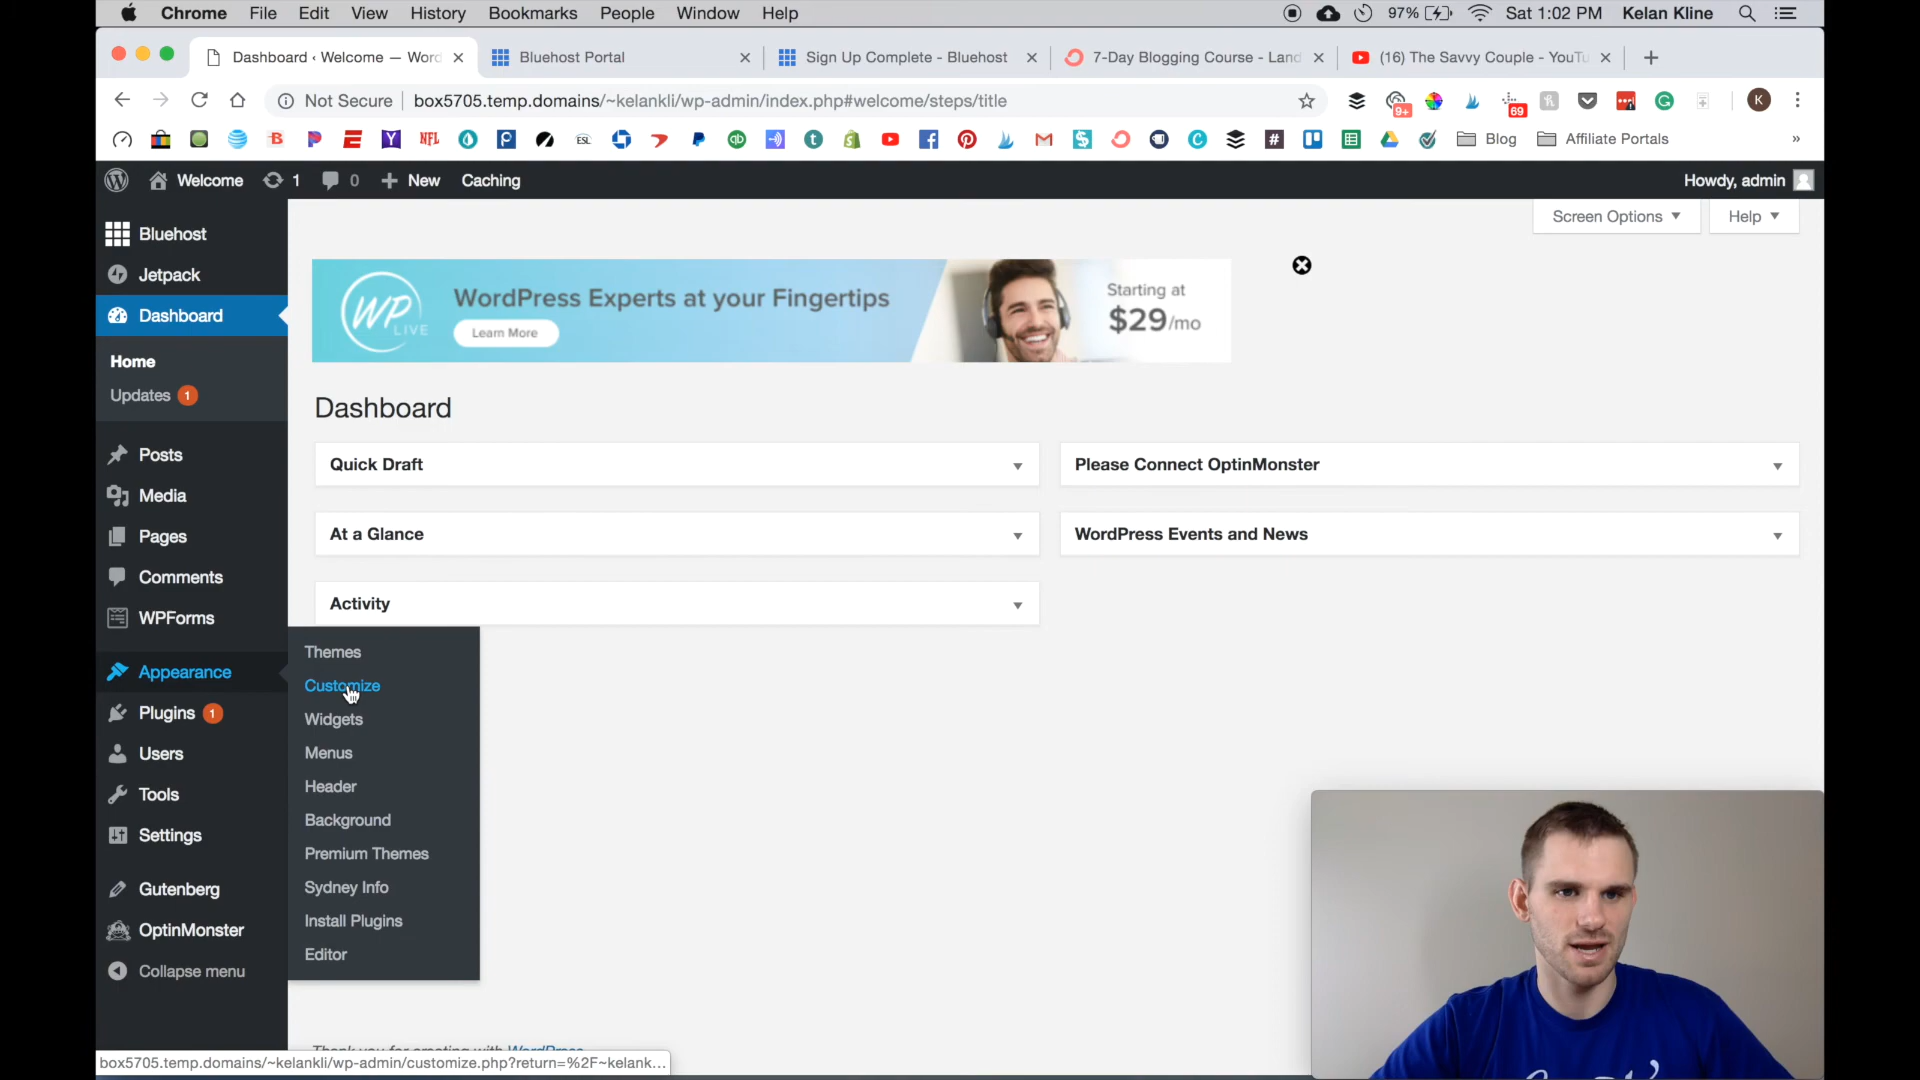 Chrome File Edit View History Bookmarks People Window Help 97% Sat 1:02 PM Kelan Kline
Dashboard ‹ Welcome — Word Bluehost Portal Sign Up Complete - Bluehost 7-Day Blogging Course - Land (16) The Savvy Couple - YouTu
Not Secure box5705.temp.domains/~kelankli/wp-admin/index.php#welcome/steps/title 9+ 69 K
NFL ESL qb Blog Affiliate Portals »
Welcome 1 0 + New Caching Howdy, admin
Screen Options ▼ Help ▼
Bluehost
Jetpack
Dashboard
Home
Updates 1
Posts
Media
Pages
Comments
WPForms
Appearance
Plugins 1
Users
Tools
Settings
Gutenberg
OptinMonster
Collapse menu
WP LIVE
WordPress Experts at your Fingertips
Learn More
Starting at
$29/mo
Dashboard
Quick Draft
Please Connect OptinMonster
At a Glance
WordPress Events and News
Activity
Themes
Customize
Widgets
Menus
Header
Background
Premium Themes
Sydney Info
Install Plugins
Editor
Thank you for creating with WordPress
box5705.temp.domains/~kelankli/wp-admin/customize.php?return=%2F~kelank...